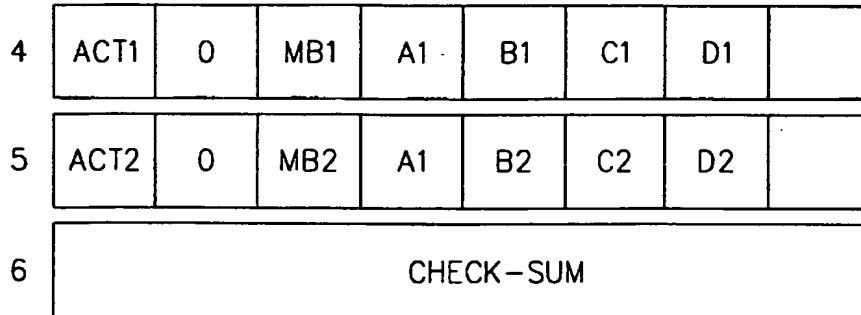 4 ACT1 0 MB1 A1 B1 C1 D1
5 ACT2 0 MB2 A1 B2 C2 D2
6 CHECK-SUM